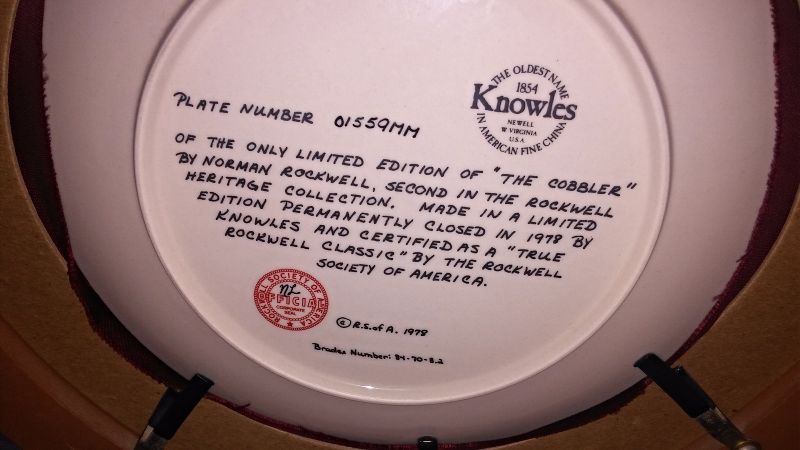 THE OLDEST NAME
1854
Knowles
NEWELL
W VIRGINIA
U.S.A.
IN AMERICAN FINE CHINA
PLATE NUMBER 01559MM
OF THE ONLY LIMITED EDITION OF "THE COBBLER"
BY NORMAN ROCKWELL, SECOND IN THE ROCKWELL
HERITAGE COLLECTION. MADE IN A LIMITED
EDITION PERMANENTLY CLOSED IN 1978 BY
KNOWLES AND CERTIFIED AS A "TRUE
ROCKWELL CLASSIC" BY THE ROCKWELL
SOCIETY OF AMERICA.
ROCKWELL SOCIETY OF AMERICA
OFFICIAL
CORPORATE
SEAL
© R.S.of A. 1978
Bradex Number: 84-70-3.2